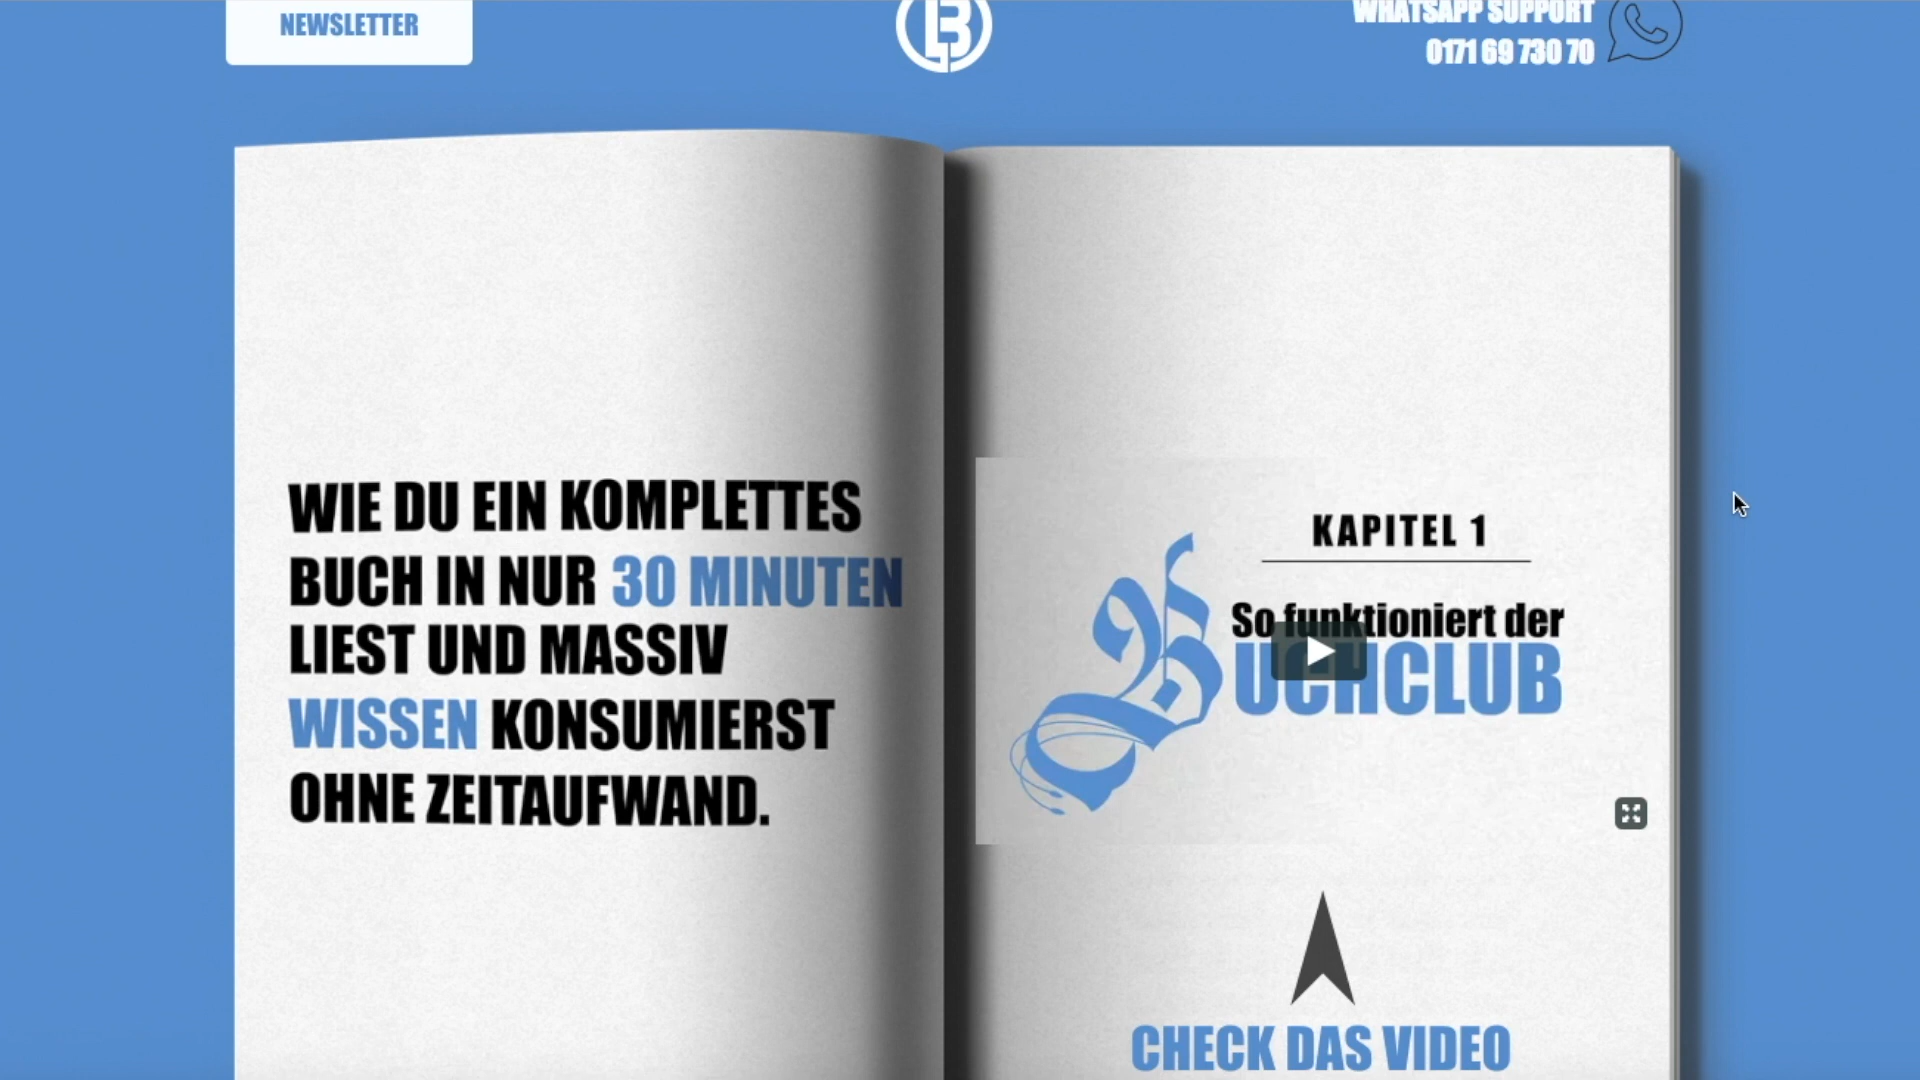 NEWSLETTER
LB
WHATSAPP SUPPORT
0171 69 730 70
WIE DU EIN KOMPLETTES
BUCH IN NUR 30 MINUTEN
LIEST UND MASSIV
WISSEN KONSUMIERST
OHNE ZEITAUFWAND.
KAPITEL 1
So funktioniert der
BUCHCLUB
CHECK DAS VIDEO